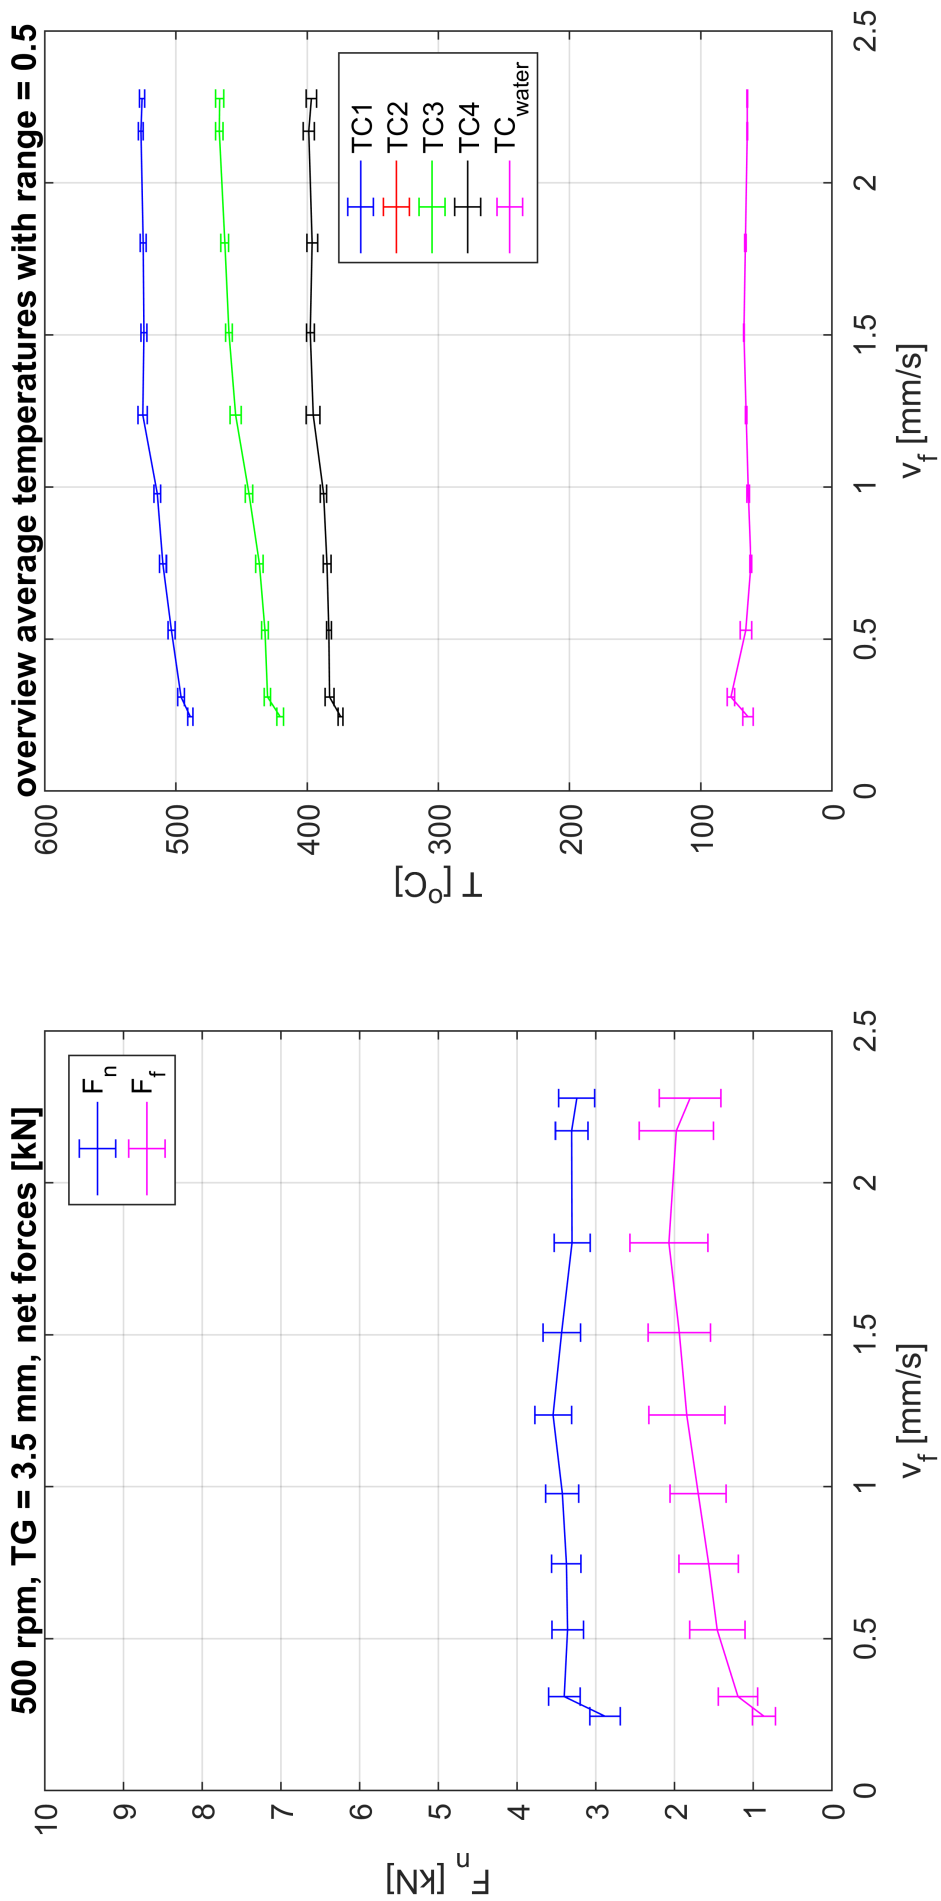 500 rpm, TG = 3.5 mm, net forces [kN]
10
9
8
7
6
5
4
3
2
1
0
F_n [kN]
0
0.5
1
1.5
2
2.5
v_f [mm/s]
F_n
F_f
overview average temperatures with range = 0.5
600
500
400
300
200
100
0
T [°C]
0
0.5
1
1.5
2
2.5
v_f [mm/s]
TC1
TC2
TC3
TC4
TC_water